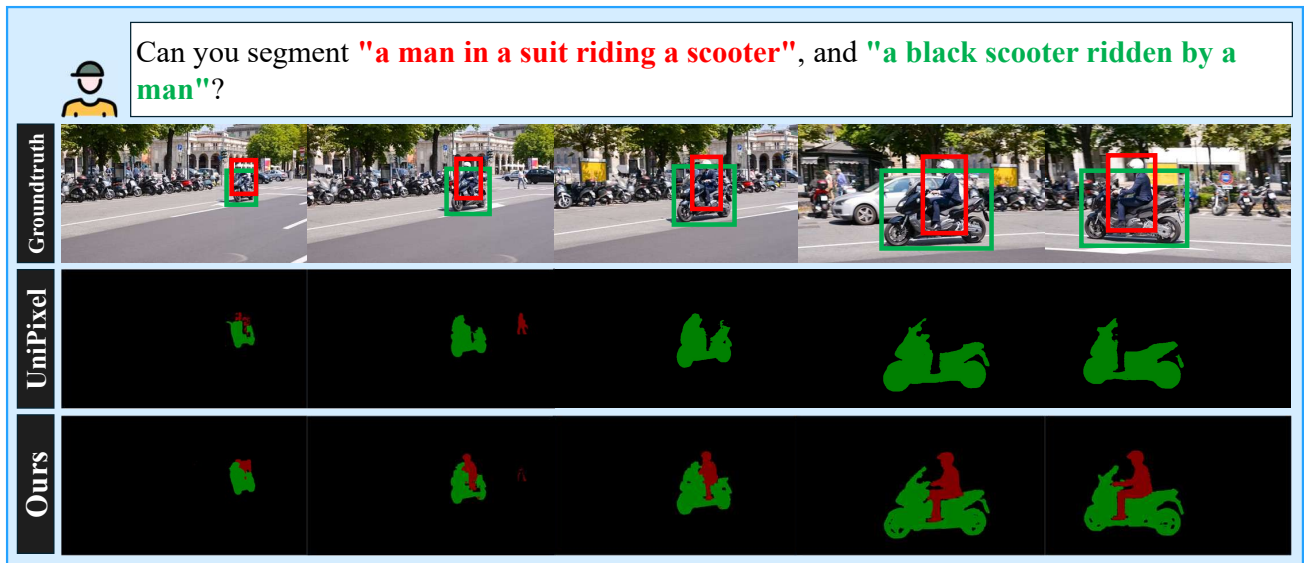 Can you segment "a man in a suit riding a scooter", and "a black scooter ridden by a
man"?
Groundtruth
UniPixel
Ours